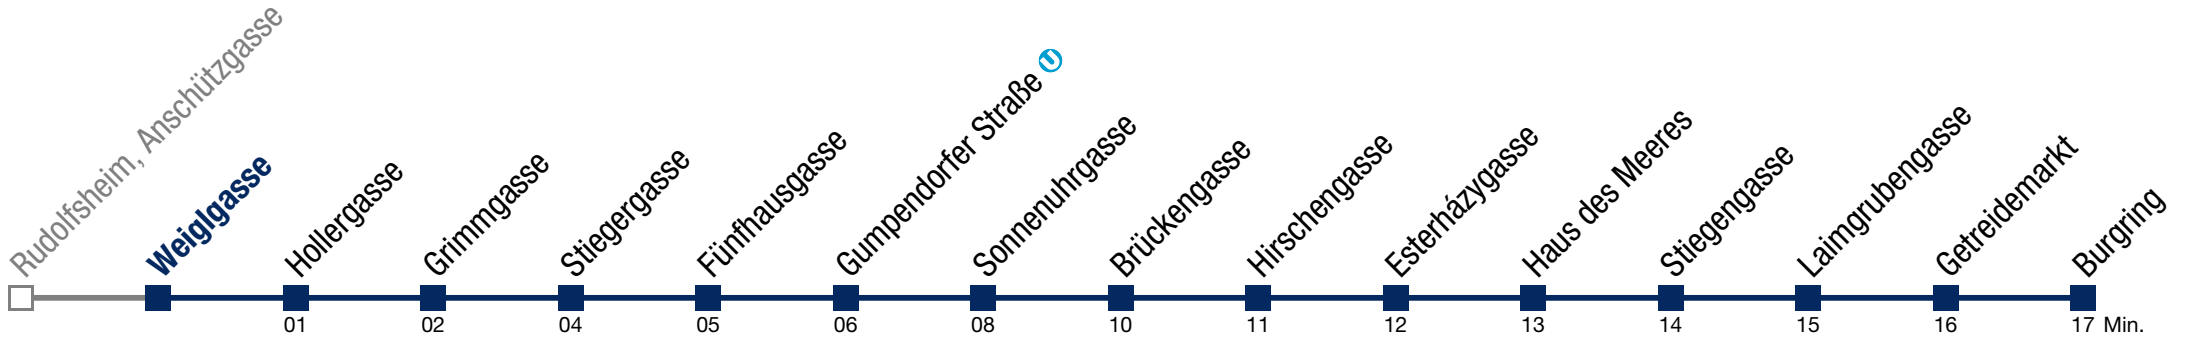 Rudolfsheim, Anschützgasse
Weiglgasse
Hollergasse
Grimmgasse
Stiegergasse
Fünfhausgasse
Gumpendorfer Straße
Sonnenuhrgasse
Brückengasse
Hirschengasse
Esterházygasse
Haus des Meeres
Stiegengasse
Laimgrubengasse
Getreidemarkt
Burgring
01 02 04 05 06 08 10 11 12 13 14 15 16 17 Min.